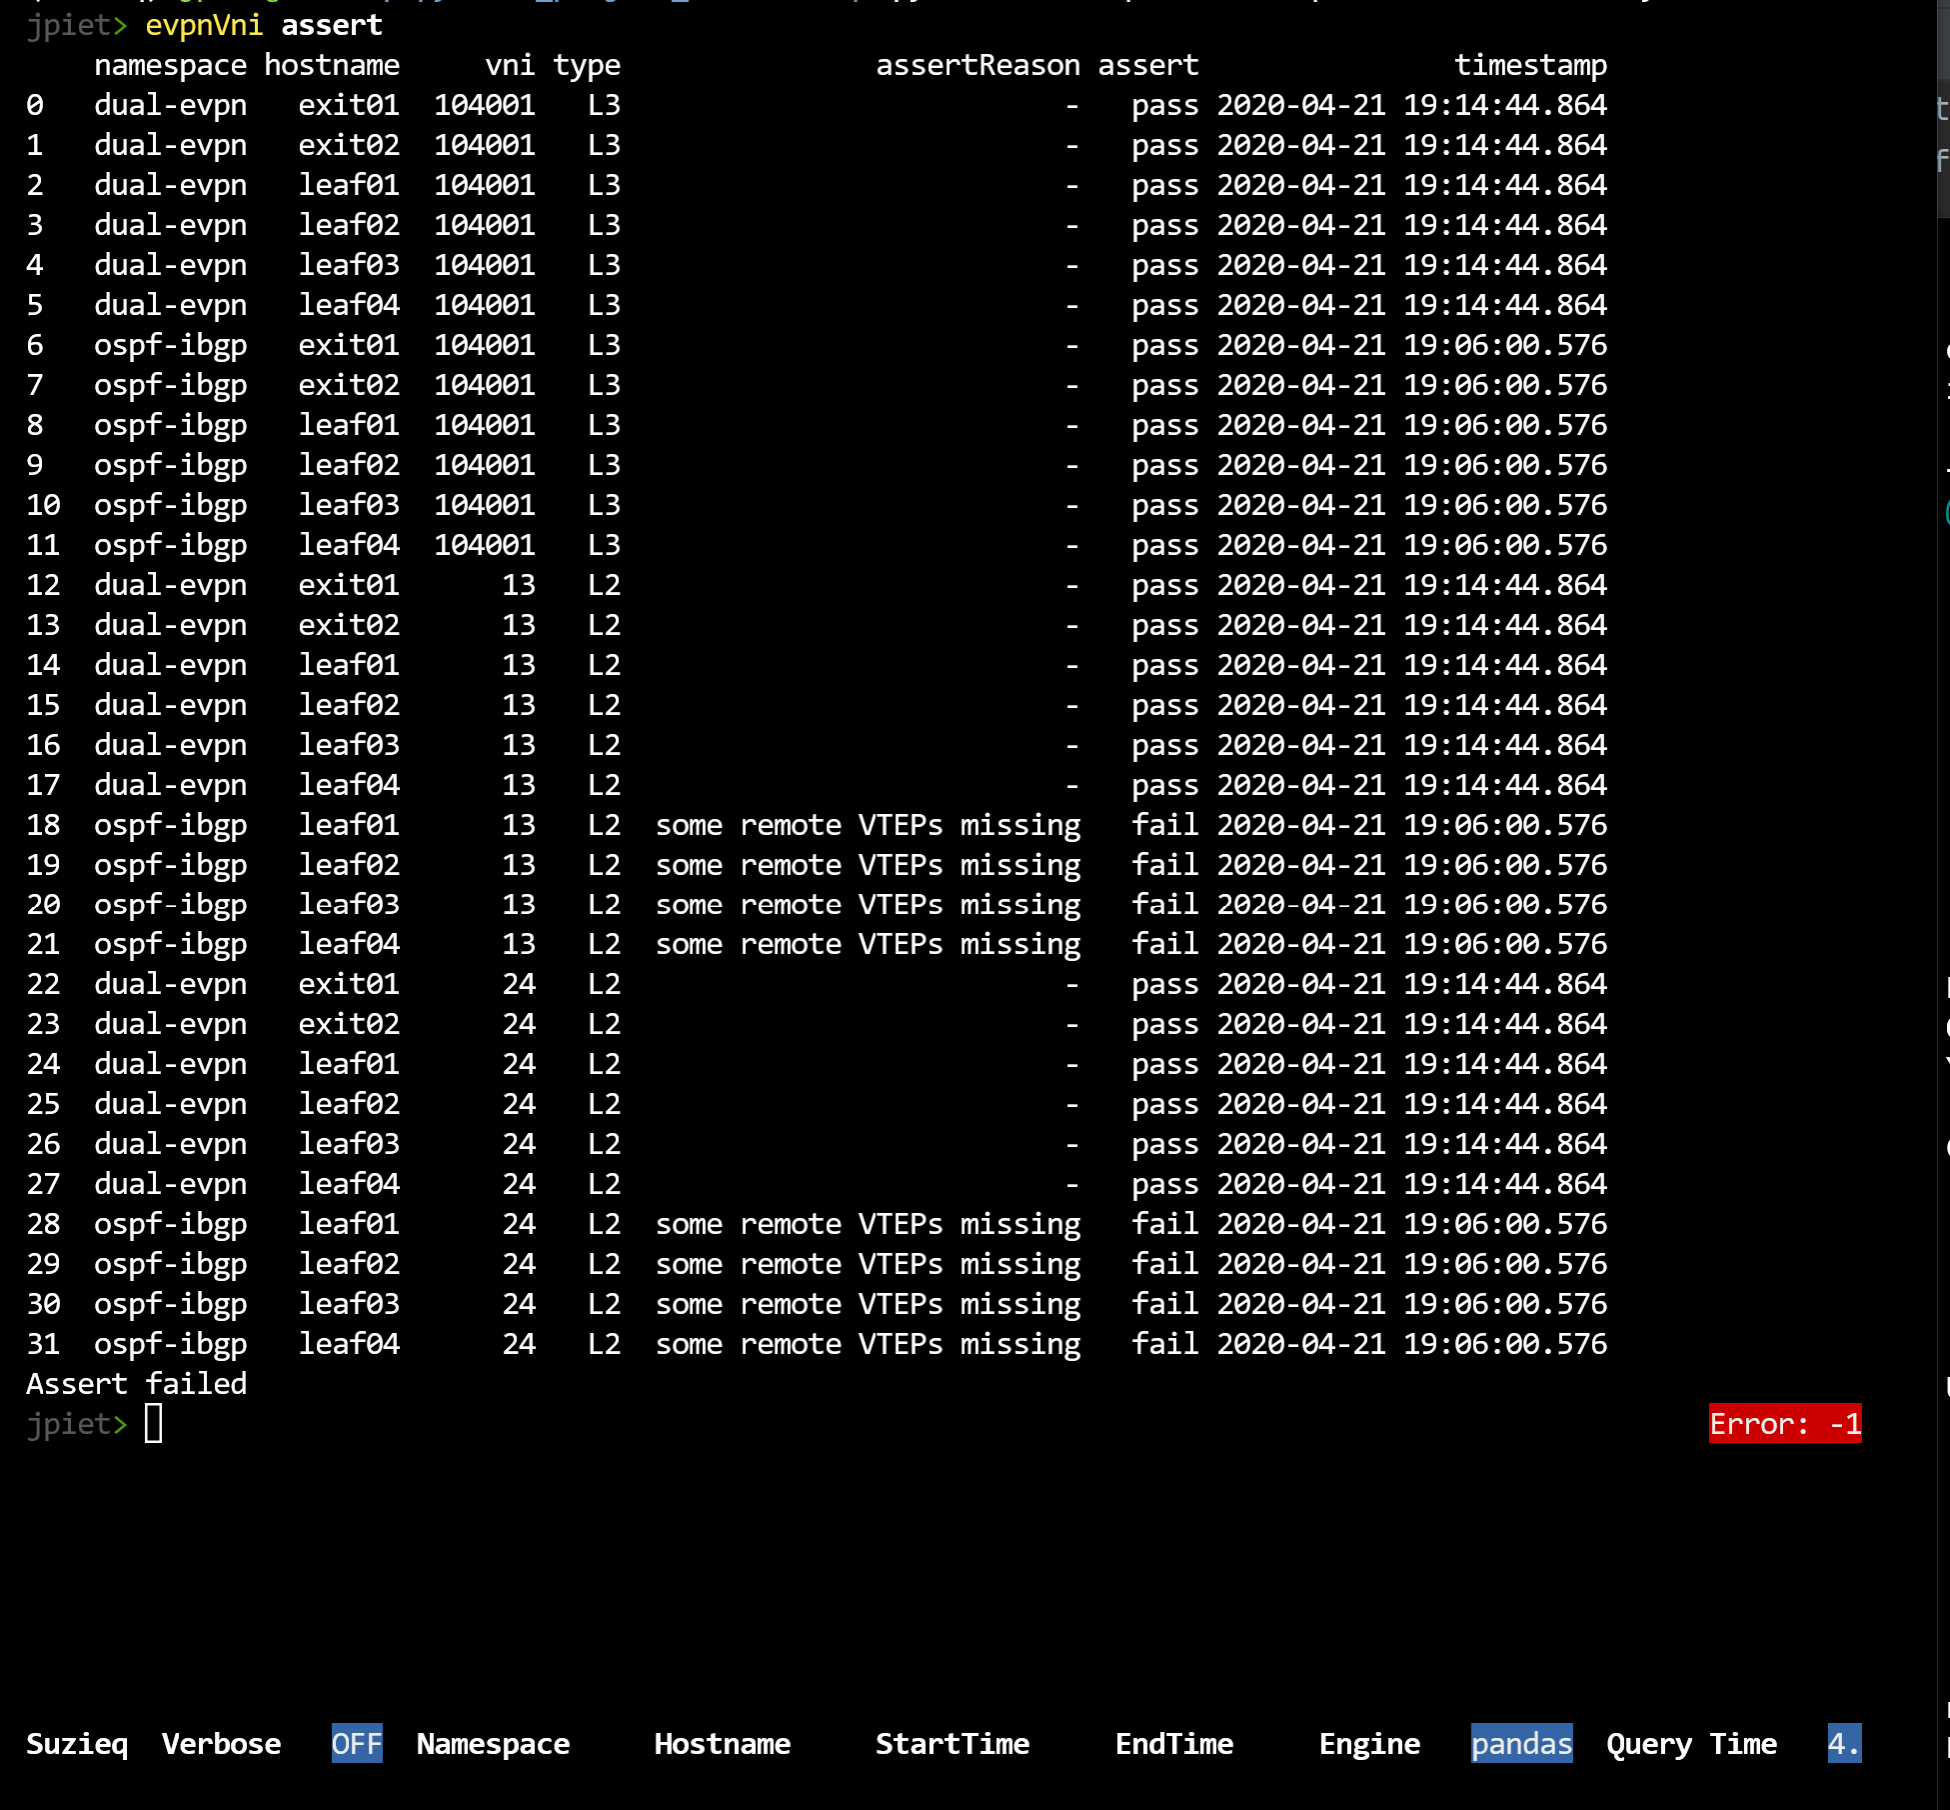 jpiet> evpnVni assert
namespace hostname vni type assertReason assert timestamp
0 dual-evpn exit01 104001 L3 - pass 2020-04-21 19:14:44.864
1 dual-evpn exit02 104001 L3 - pass 2020-04-21 19:14:44.864
2 dual-evpn leaf01 104001 L3 - pass 2020-04-21 19:14:44.864
3 dual-evpn leaf02 104001 L3 - pass 2020-04-21 19:14:44.864
4 dual-evpn leaf03 104001 L3 - pass 2020-04-21 19:14:44.864
5 dual-evpn leaf04 104001 L3 - pass 2020-04-21 19:14:44.864
6 ospf-ibgp exit01 104001 L3 - pass 2020-04-21 19:06:00.576
7 ospf-ibgp exit02 104001 L3 - pass 2020-04-21 19:06:00.576
8 ospf-ibgp leaf01 104001 L3 - pass 2020-04-21 19:06:00.576
9 ospf-ibgp leaf02 104001 L3 - pass 2020-04-21 19:06:00.576
10 ospf-ibgp leaf03 104001 L3 - pass 2020-04-21 19:06:00.576
11 ospf-ibgp leaf04 104001 L3 - pass 2020-04-21 19:06:00.576
12 dual-evpn exit01 13 L2 - pass 2020-04-21 19:14:44.864
13 dual-evpn exit02 13 L2 - pass 2020-04-21 19:14:44.864
14 dual-evpn leaf01 13 L2 - pass 2020-04-21 19:14:44.864
15 dual-evpn leaf02 13 L2 - pass 2020-04-21 19:14:44.864
16 dual-evpn leaf03 13 L2 - pass 2020-04-21 19:14:44.864
17 dual-evpn leaf04 13 L2 - pass 2020-04-21 19:14:44.864
18 ospf-ibgp leaf01 13 L2 some remote VTEPs missing fail 2020-04-21 19:06:00.576
19 ospf-ibgp leaf02 13 L2 some remote VTEPs missing fail 2020-04-21 19:06:00.576
20 ospf-ibgp leaf03 13 L2 some remote VTEPs missing fail 2020-04-21 19:06:00.576
21 ospf-ibgp leaf04 13 L2 some remote VTEPs missing fail 2020-04-21 19:06:00.576
22 dual-evpn exit01 24 L2 - pass 2020-04-21 19:14:44.864
23 dual-evpn exit02 24 L2 - pass 2020-04-21 19:14:44.864
24 dual-evpn leaf01 24 L2 - pass 2020-04-21 19:14:44.864
25 dual-evpn leaf02 24 L2 - pass 2020-04-21 19:14:44.864
26 dual-evpn leaf03 24 L2 - pass 2020-04-21 19:14:44.864
27 dual-evpn leaf04 24 L2 - pass 2020-04-21 19:14:44.864
28 ospf-ibgp leaf01 24 L2 some remote VTEPs missing fail 2020-04-21 19:06:00.576
29 ospf-ibgp leaf02 24 L2 some remote VTEPs missing fail 2020-04-21 19:06:00.576
30 ospf-ibgp leaf03 24 L2 some remote VTEPs missing fail 2020-04-21 19:06:00.576
31 ospf-ibgp leaf04 24 L2 some remote VTEPs missing fail 2020-04-21 19:06:00.576
Assert failed
jpiet> Error: -1
Suzieq Verbose OFF Namespace Hostname StartTime EndTime Engine pandas Query Time 4.